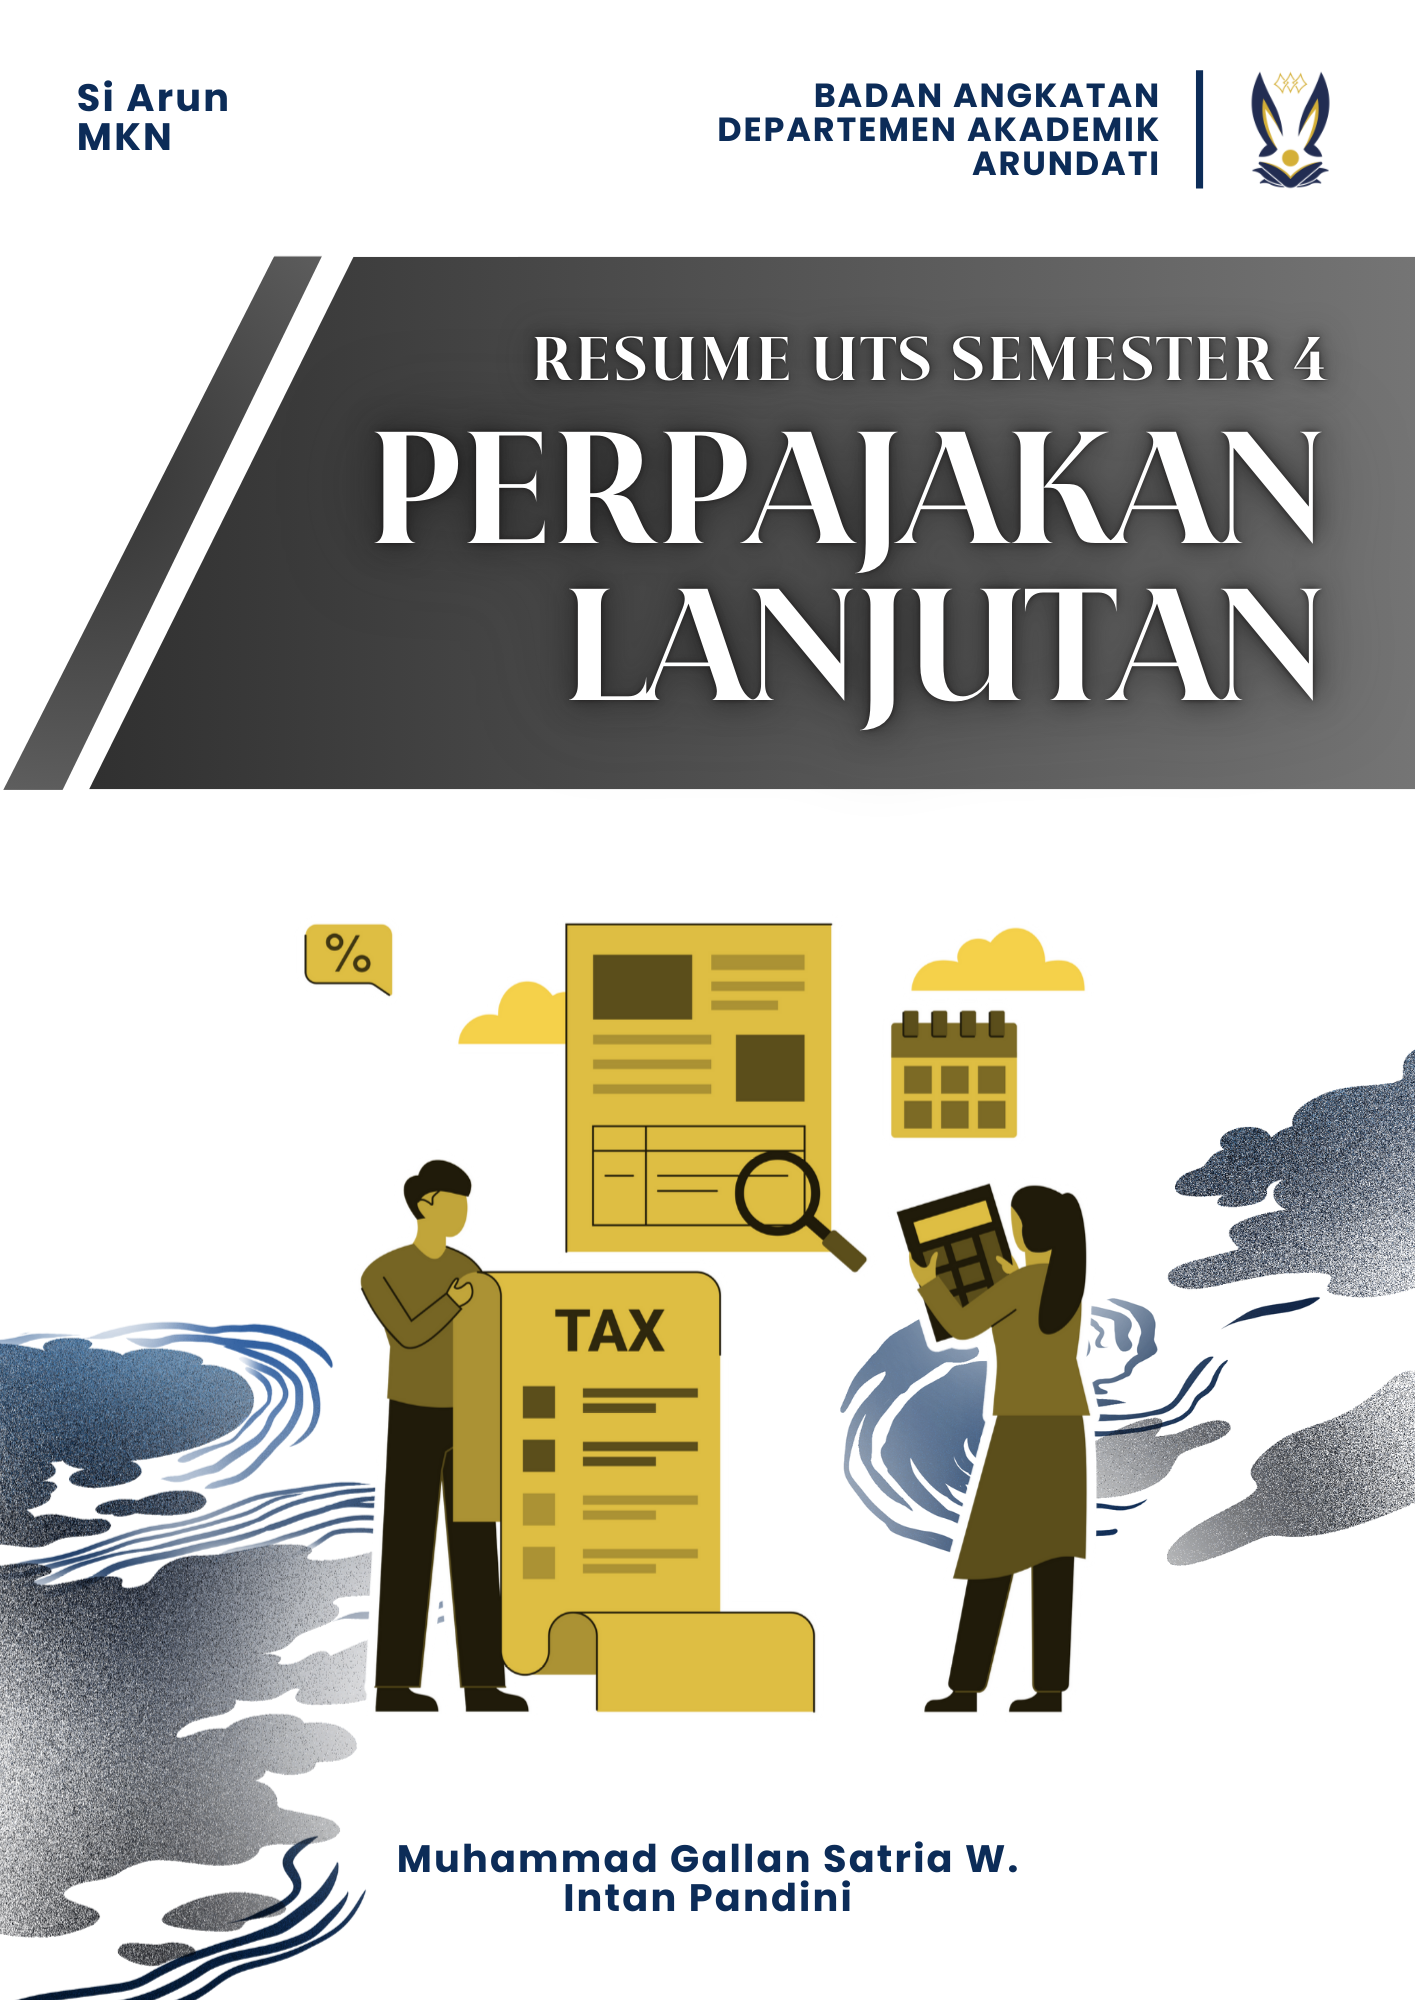 Si Arun
MKN
BADAN ANGKATAN
DEPARTEMEN AKADEMIK
ARUNDATI
RESUME UTS SEMESTER 4
PERPAJAKAN
LANJUTAN
%
TAX
Muhammad Gallan Satria W.
Intan Pandini